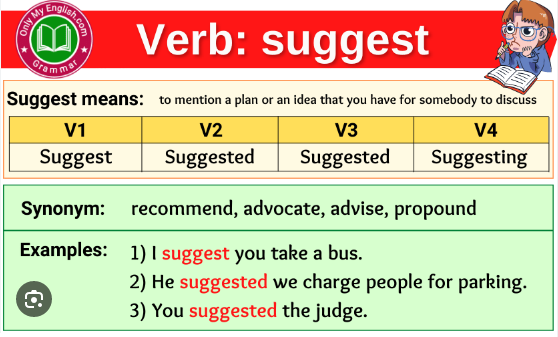 Only My English.com
Grammar
Verb: suggest
Suggest means: to mention a plan or an idea that you have for somebody to discuss
V1 V2 V3 V4
Suggest Suggested Suggested Suggesting
Synonym: recommend, advocate, advise, propound
Examples: 1) I suggest you take a bus.
2) He suggested we charge people for parking.
3) You suggested the judge.